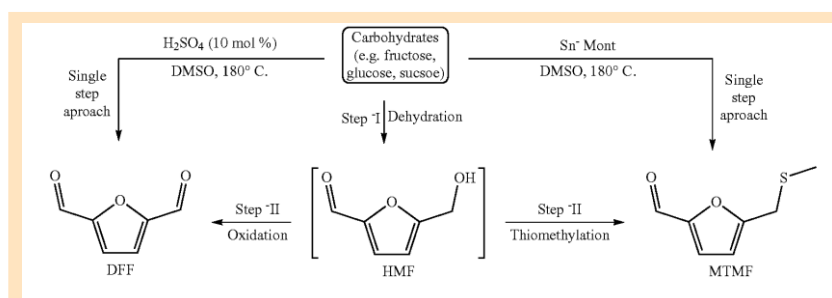 H₂SO₄ (10 mol %)
DMSO, 180° C.
Carbohydrates
(e.g. fructose,
glucose, sucsoe)
Sn⁻ Mont
DMSO, 180° C.
Single
step
aproach
Step ⁻I Dehydration
Single
step
aproach
O
O
O
DFF
Step ⁻II
Oxidation
O
O
OH
HMF
Step ⁻II
Thiomethylation
O
O
S
MTMF